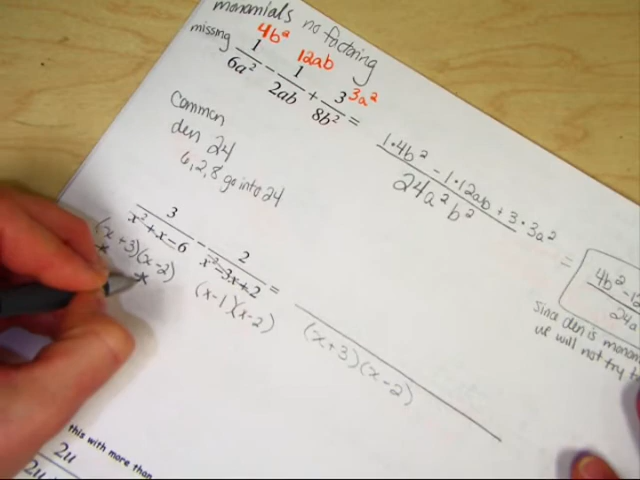 monomials no factoring
missing 4b² 12ab 3a²
1/6a² - 1/2ab + 3/8b² = (1·4b² - 1·12ab + 3·3a²)/24a²b² =
4b² - 12
24a
Common
den 24
6, 2, 8 go into 24
since den is monom
we will not try to
3/(x² + x - 6) - 2/(x² - 3x + 2) =
(x + 3)(x - 2) (x - 1)(x - 2) (x + 3)(x - 2)
* *
this with more than
2u
2u